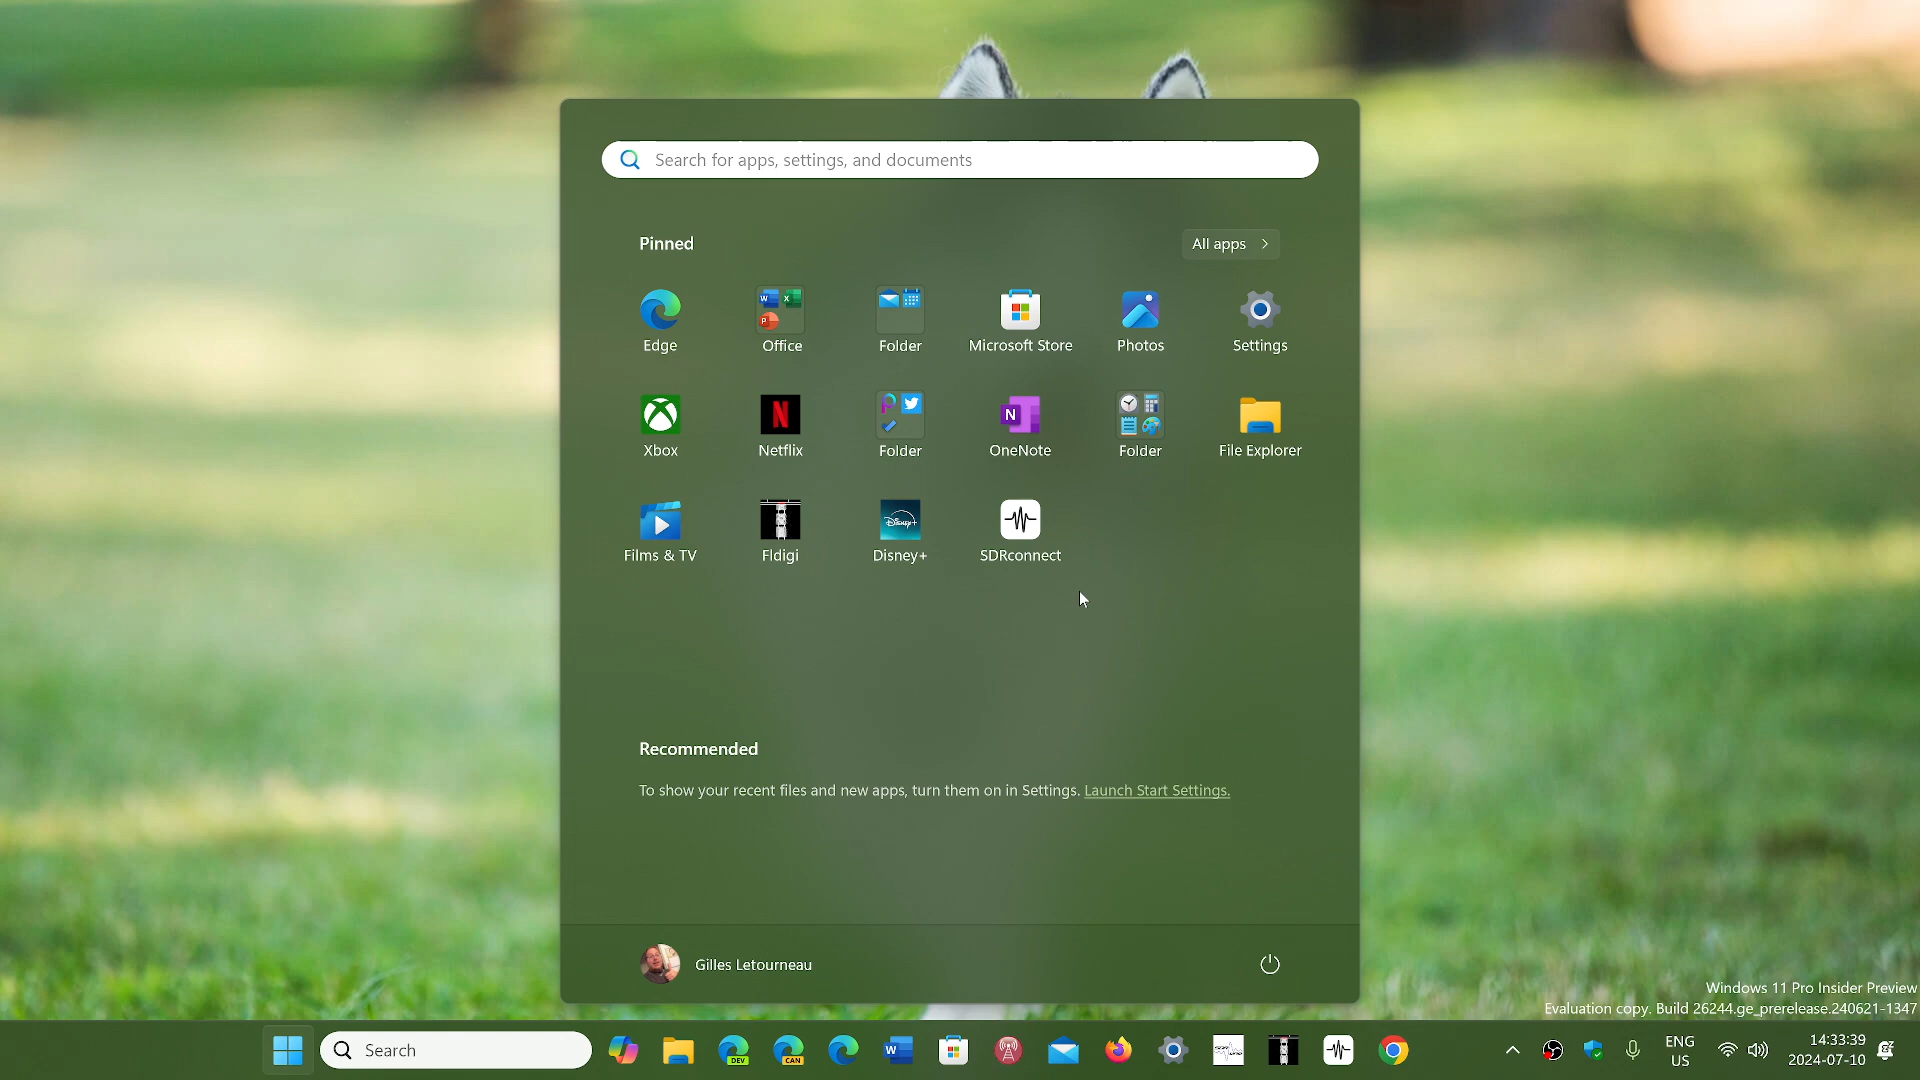 Search for apps, settings, and documents
Pinned
All apps
Edge
Office
Folder
Microsoft Store
Photos
Settings
Xbox
Netflix
Folder
OneNote
Folder
File Explorer
Films & TV
Fldigi
Disney+
SDRconnect
Recommended
To show your recent files and new apps, turn them on in Settings. Launch Start Settings.
Gilles Letourneau
Windows 11 Pro Insider Preview
Evaluation copy. Build 26244.ge_prerelease.240621-1347
Search
DEV
CAN
ENG
US
14:33:39
2024-07-10